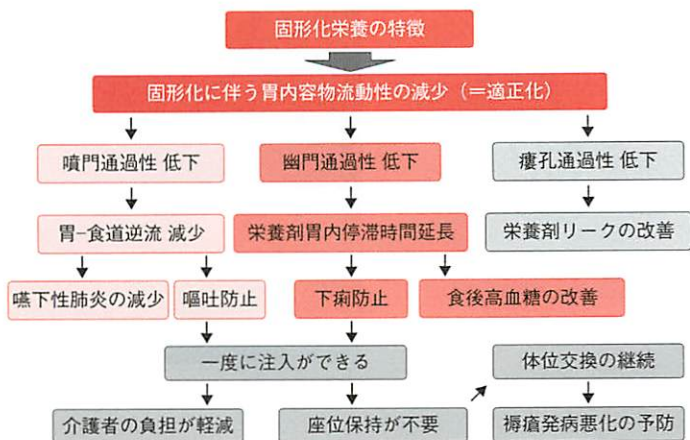 固形化栄養の特徴
固形化に伴う胃内容物流動性の減少（＝適正化）
噴門通過性 低下
幽門通過性 低下
瘻孔通過性 低下
胃−食道逆流 減少
栄養剤胃内停滞時間延長
栄養剤リークの改善
嚥下性肺炎の減少
嘔吐防止
下痢防止
食後高血糖の改善
一度に注入ができる
体位交換の継続
介護者の負担が軽減
座位保持が不要
褥瘡発病悪化の予防